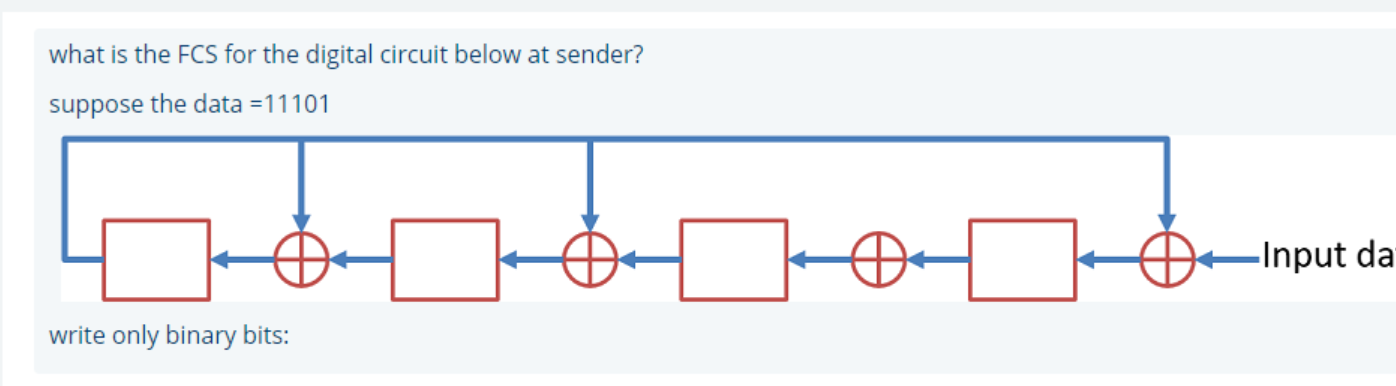 what is the FCS for the digital circuit below at sender?
suppose the data =11101
Input da
write only binary bits: